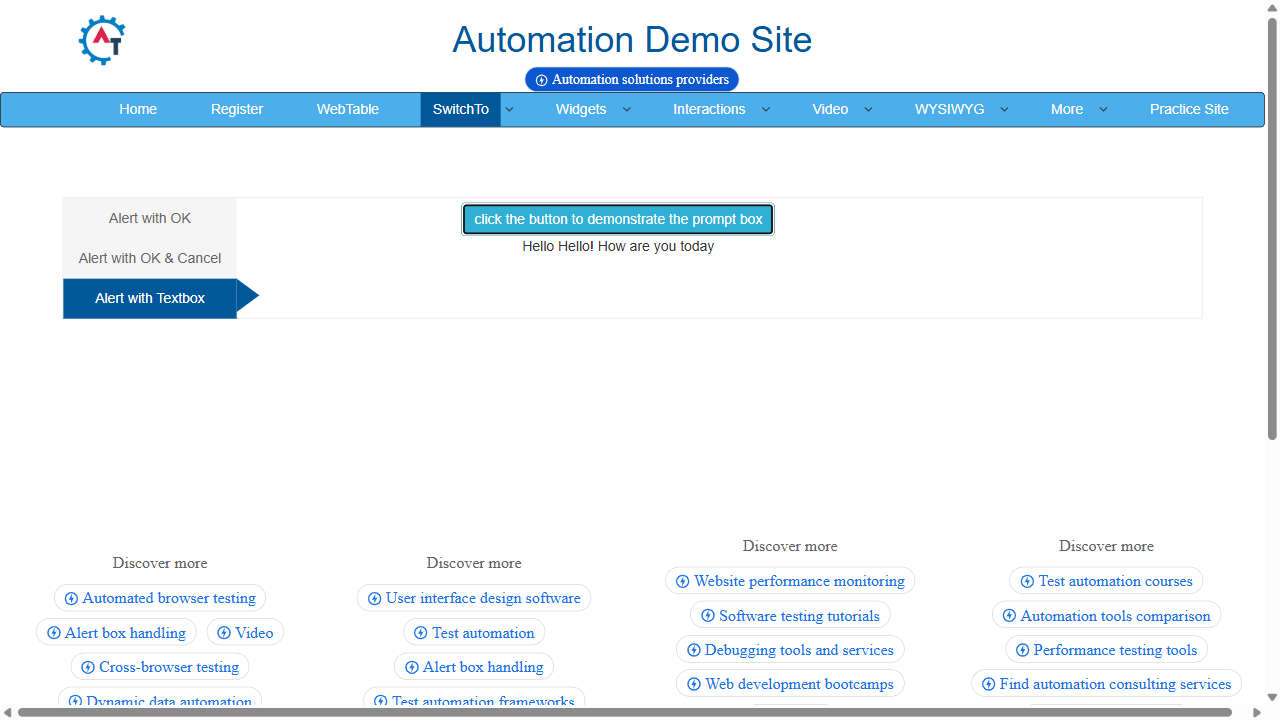 AT
Automation Demo Site
Automation solutions providers
Home Register WebTable SwitchTo Widgets Interactions Video WYSIWYG More Practice Site
Alert with OK
Alert with OK & Cancel
Alert with Textbox
click the button to demonstrate the prompt box
Hello Hello! How are you today
Discover more
Automated browser testing
Alert box handling Video
Cross-browser testing
Dynamic data automation
Discover more
User interface design software
Test automation
Alert box handling
Test automation frameworks
Discover more
Website performance monitoring
Software testing tutorials
Debugging tools and services
Web development bootcamps
Discover more
Test automation courses
Automation tools comparison
Performance testing tools
Find automation consulting services